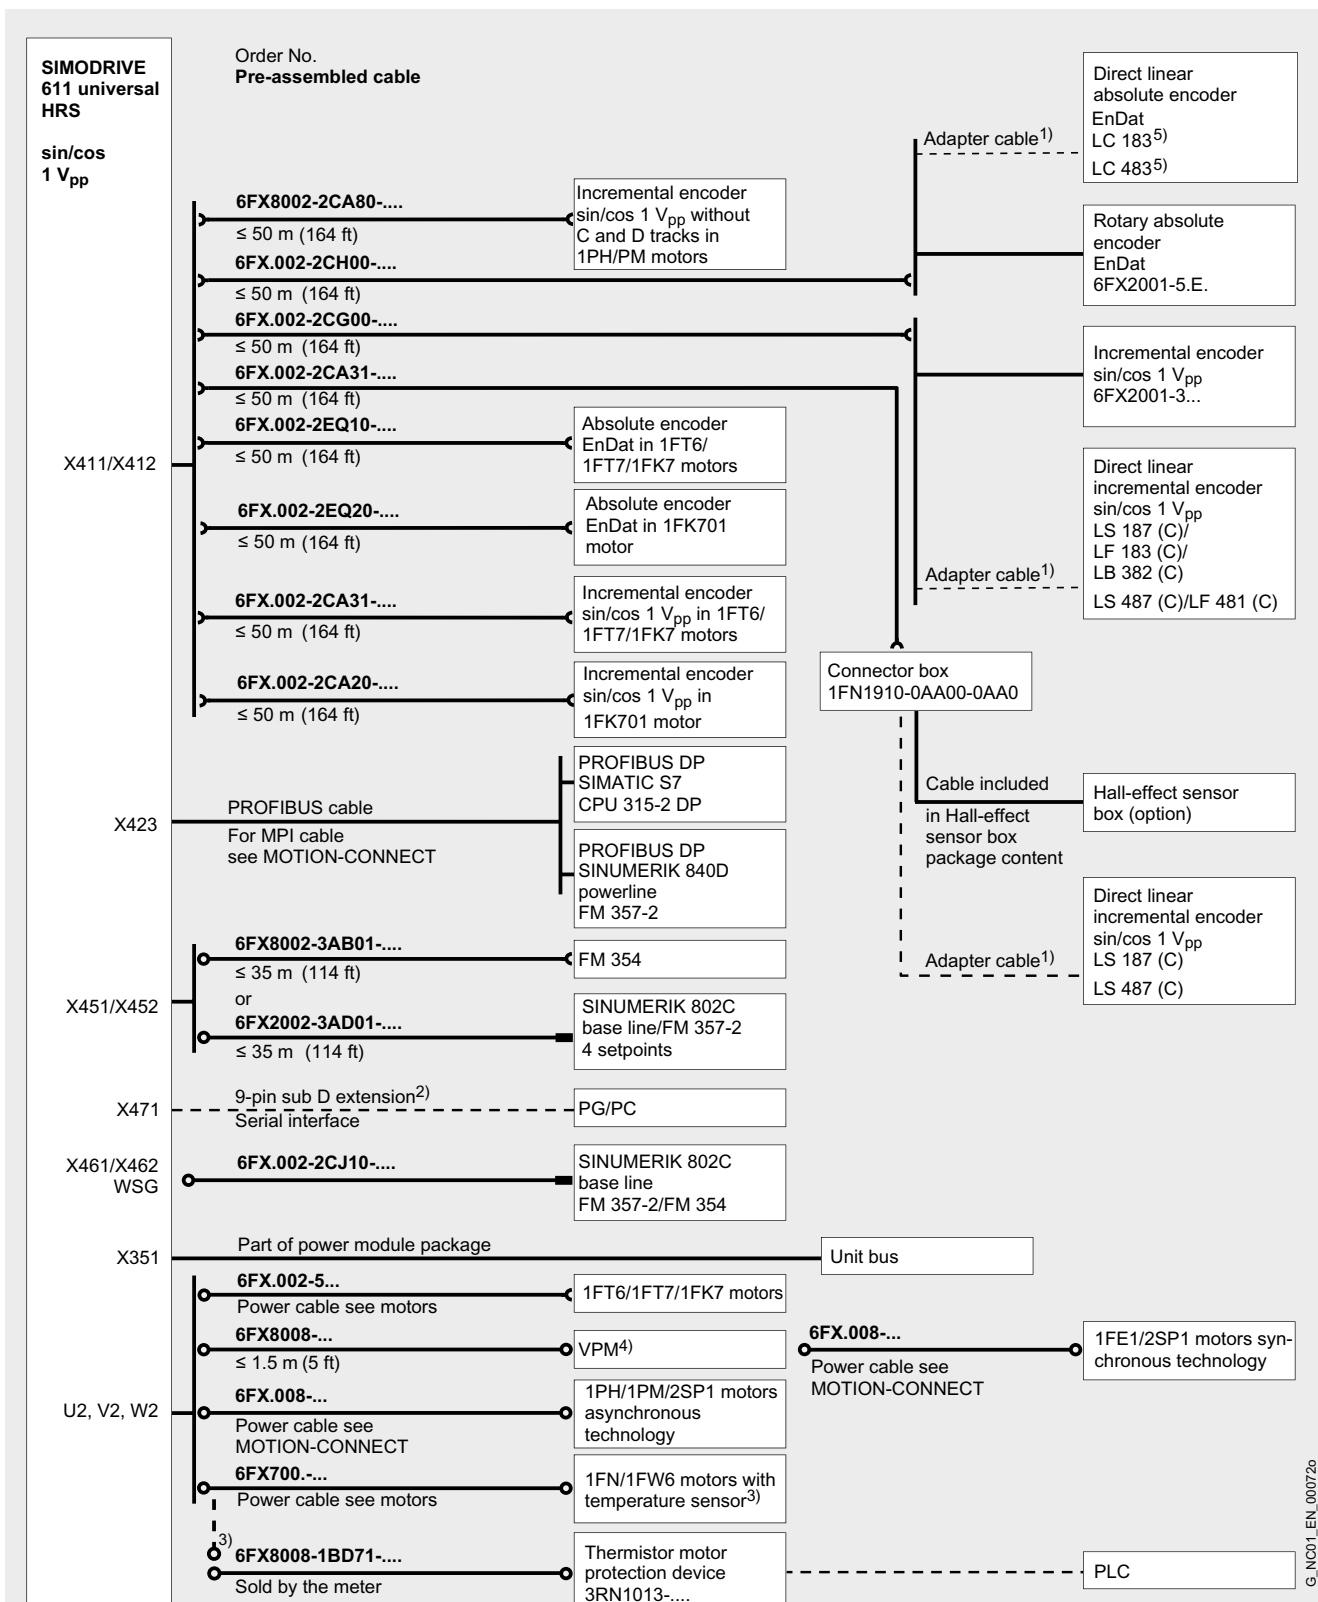 SIMODRIVE
611 universal
HRS
sin/cos
1 Vpp
Order No.
Pre-assembled cable
Direct linear
absolute encoder
EnDat
LC 1835)
LC 4835)
Adapter cable1)
6FX8002-2CA80-....
≤ 50 m (164 ft)
Incremental encoder
sin/cos 1 Vpp without
C and D tracks in
1PH/PM motors
Rotary absolute
encoder
EnDat
6FX2001-5.E.
6FX.002-2CH00-....
≤ 50 m (164 ft)
6FX.002-2CG00-....
≤ 50 m (164 ft)
Incremental encoder
sin/cos 1 Vpp
6FX2001-3...
6FX.002-2CA31-....
≤ 50 m (164 ft)
X411/X412
6FX.002-2EQ10-....
≤ 50 m (164 ft)
Absolute encoder
EnDat in 1FT6/
1FT7/1FK7 motors
Direct linear
incremental encoder
sin/cos 1 Vpp
LS 187 (C)/
LF 183 (C)/
LB 382 (C)
LS 487 (C)/LF 481 (C)
Adapter cable1)
6FX.002-2EQ20-....
≤ 50 m (164 ft)
Absolute encoder
EnDat in 1FK701
motor
6FX.002-2CA31-....
≤ 50 m (164 ft)
Incremental encoder
sin/cos 1 Vpp in 1FT6/
1FT7/1FK7 motors
6FX.002-2CA20-....
≤ 50 m (164 ft)
Incremental encoder
sin/cos 1 Vpp in
1FK701 motor
Connector box
1FN1910-0AA00-0AA0
Cable included
in Hall-effect
sensor box
package content
Hall-effect sensor
box (option)
X423
PROFIBUS cable
For MPI cable
see MOTION-CONNECT
PROFIBUS DP
SIMATIC S7
CPU 315-2 DP
PROFIBUS DP
SINUMERIK 840D
powerline
FM 357-2
Adapter cable1)
Direct linear
incremental encoder
sin/cos 1 Vpp
LS 187 (C)
LS 487 (C)
X451/X452
6FX8002-3AB01-....
≤ 35 m (114 ft)
FM 354
or
6FX2002-3AD01-....
≤ 35 m (114 ft)
SINUMERIK 802C
base line/FM 357-2
4 setpoints
X471
9-pin sub D extension2)
Serial interface
PG/PC
X461/X462
WSG
6FX.002-2CJ10-....
SINUMERIK 802C
base line
FM 357-2/FM 354
X351
Part of power module package
Unit bus
U2, V2, W2
6FX.002-5...
Power cable see motors
1FT6/1FT7/1FK7 motors
6FX8008-...
≤ 1.5 m (5 ft)
VPM4)
6FX.008-...
Power cable see
MOTION-CONNECT
1FE1/2SP1 motors syn-
chronous technology
6FX.008-...
Power cable see
MOTION-CONNECT
1PH/1PM/2SP1 motors
asynchronous
technology
6FX700.-...
Power cable see motors
1FN/1FW6 motors with
temperature sensor3)
3)
6FX8008-1BD71-....
Sold by the meter
Thermistor motor
protection device
3RN1013-....
PLC
G_NC01_EN_00072o